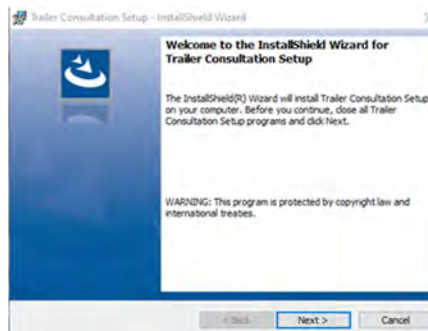 Trailer Consultation Setup - InstallShield Wizard
Welcome to the InstallShield Wizard for
Trailer Consultation Setup
The InstallShield(R) Wizard will install Trailer Consultation Setup
on your computer. Before you continue, close all Trailer
Consultation Setup programs and click Next.
WARNING: This program is protected by copyright law and
international treaties.
< Back
Next >
Cancel